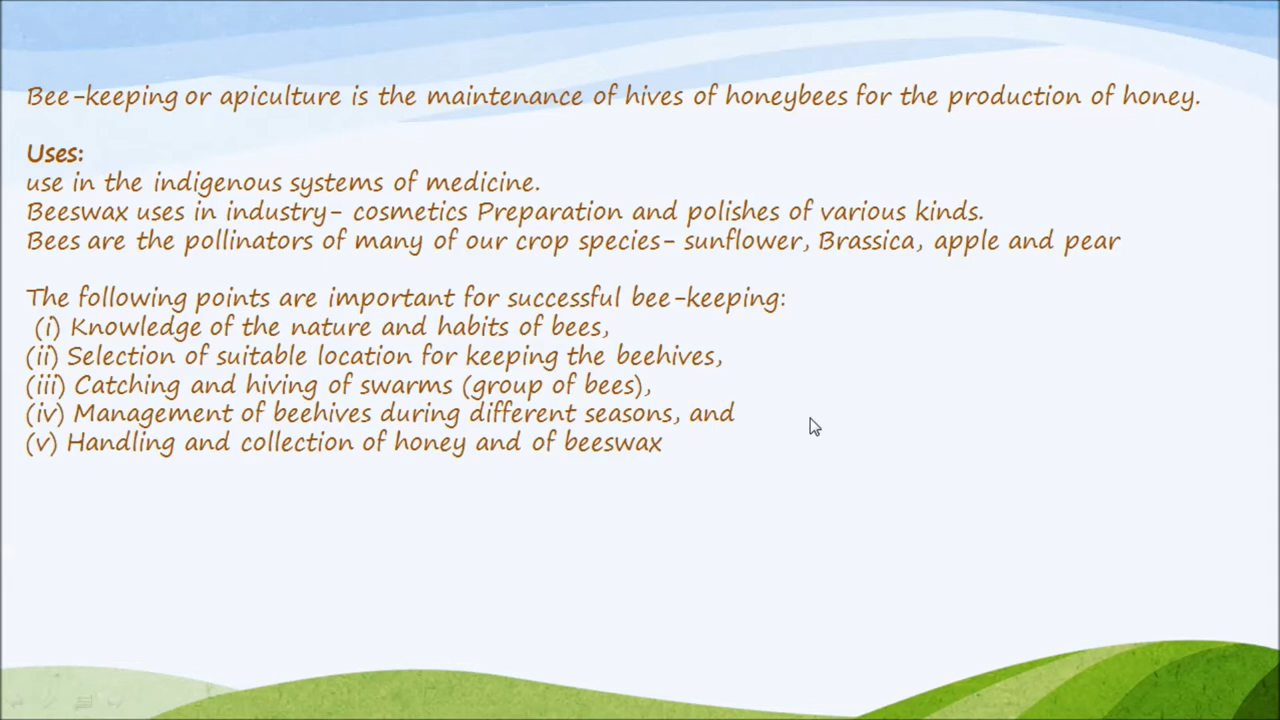 Bee-keeping or apiculture is the maintenance of hives of honeybees for the production of honey.
Uses:
use in the indigenous systems of medicine.
Beeswax uses in industry- cosmetics Preparation and polishes of various kinds.
Bees are the pollinators of many of our crop species- sunflower, Brassica, apple and pear
The following points are important for successful bee-keeping:
(i) Knowledge of the nature and habits of bees,
(ii) Selection of suitable location for keeping the beehives,
(iii) Catching and hiving of swarms (group of bees),
(iv) Management of beehives during different seasons, and
(v) Handling and collection of honey and of beeswax